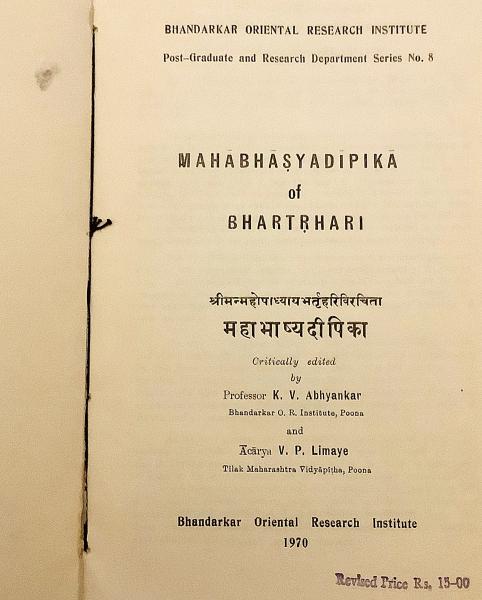 BHANDARKAR ORIENTAL RESEARCH INSTITUTE
Post-Graduate and Research Department Series No. 8
MAHĀBHĀṢYADĪPIKĀ
of
BHARTṚHARI
श्रीमन्महोपाध्यायभर्तृहरिविरचिता
महाभाष्यदीपिका
Critically edited
by
Professor K. V. Abhyankar
Bhandarkar O. R. Institute, Poona
and
Ācārya V. P. Limaye
Tilak Maharashtra Vidyāpīṭha, Poona
Bhandarkar Oriental Research Institute
1970
Revised Price Rs. 15-00